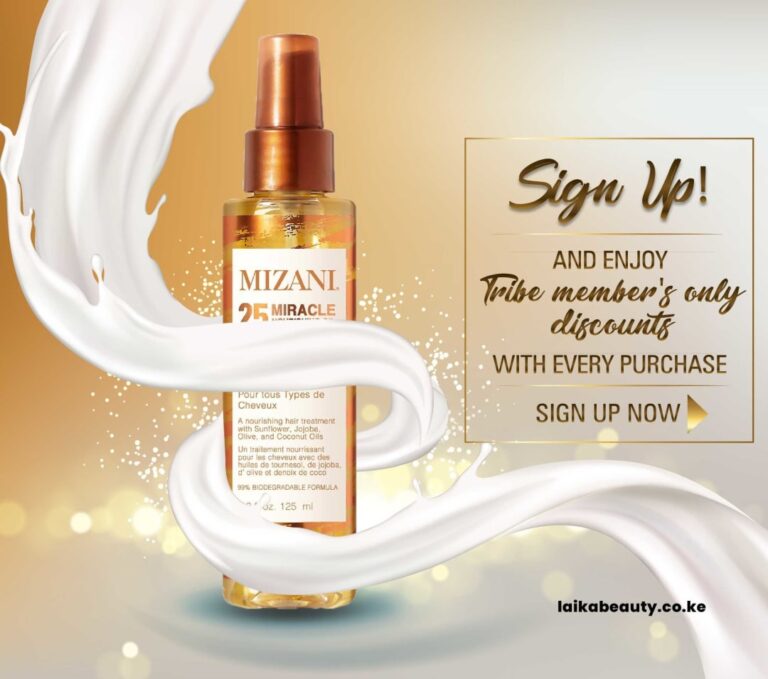 MIZANI.
25 MIRACLE
Pour tous Types de
Cheveux
A nourishing hair treatment
with Sunflower, Jojoba,
Olive, and Coconut Oils
Un traitement nourrissant
pour les cheveux avec des
huiles de tournesol, de jojoba,
d' olive et denoix de coco
99% BIODEGRADABLE FORMULA
oz. 125 ml
Sign Up!
AND ENJOY
Tribe member's only
discounts
WITH EVERY PURCHASE
SIGN UP NOW
laikabeauty.co.ke